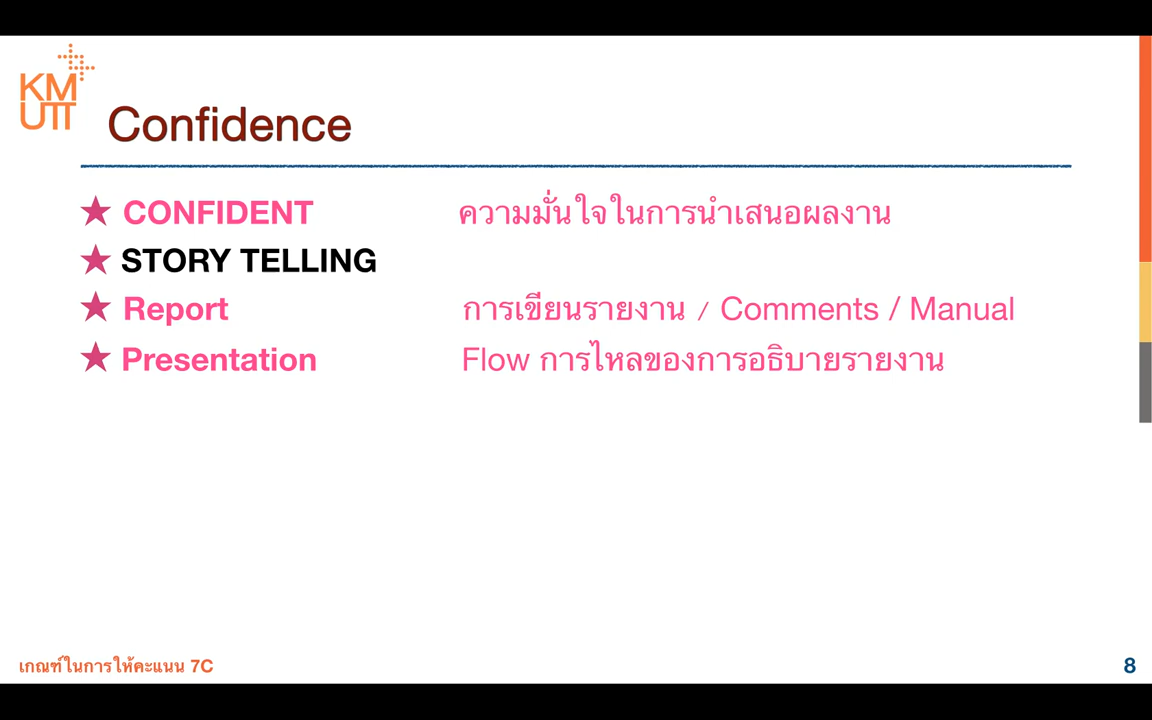 KM
UTT
Confidence
★ CONFIDENT ความมั่นใจในการนำเสนอผลงาน
★ STORY TELLING
★ Report การเขียนรายงาน / Comments / Manual
★ Presentation Flow การไหลของการอธิบายรายงาน
เกณฑ์ในการให้คะแนน 7C
8